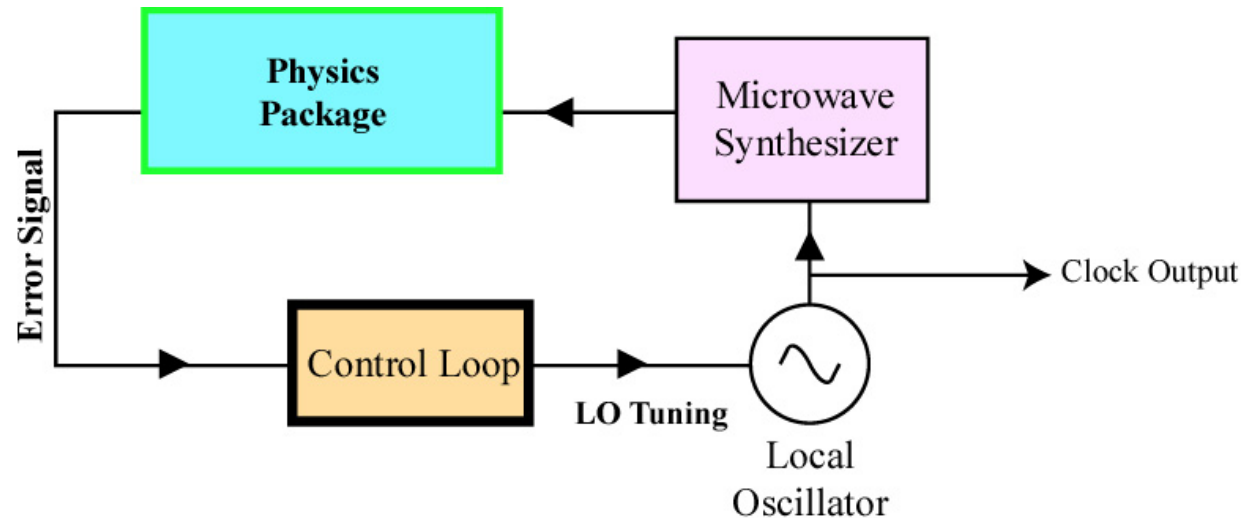 Physics
Package
Microwave
Synthesizer
Error Signal
Clock Output
Control Loop
LO Tuning
Local
Oscillator